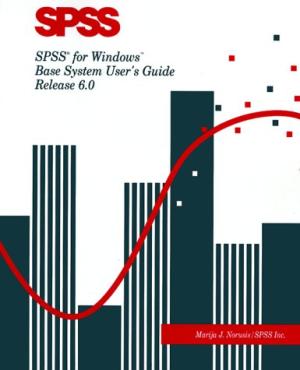 SPSS
SPSS® for Windows™
Base System User's Guide
Release 6.0
Marija J. Norušis/SPSS Inc.